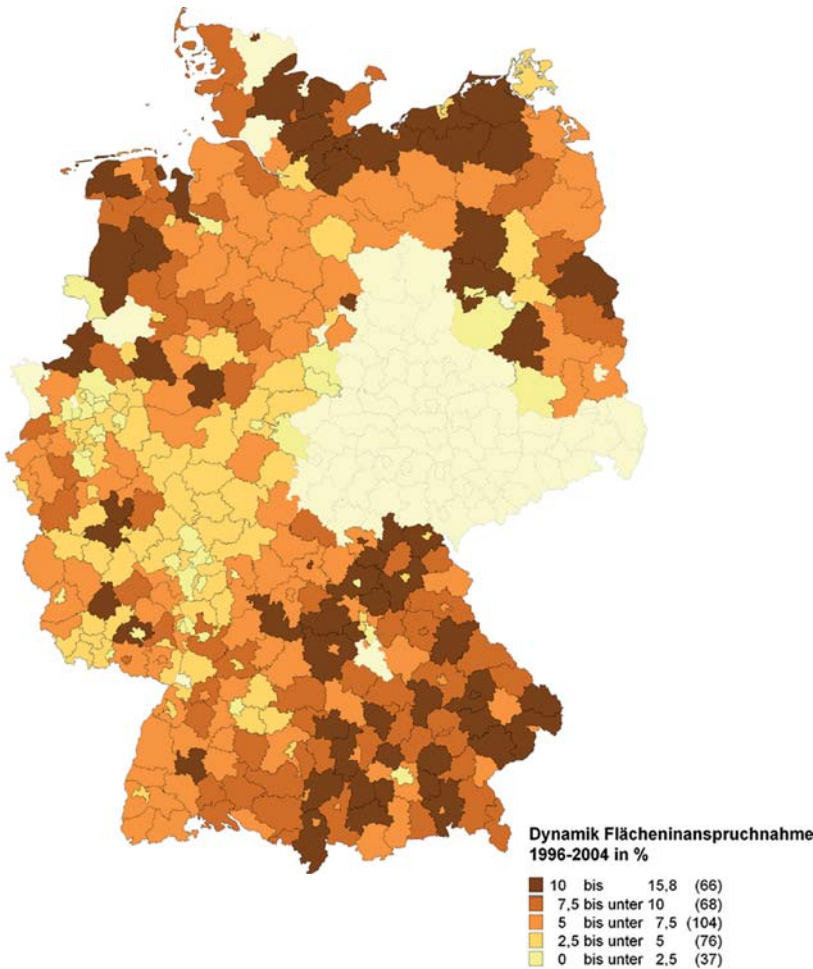 Dynamik Flächeninanspruchnahme
1996-2004 in %
10 bis 15,8 (66)
7,5 bis unter 10 (68)
5 bis unter 7,5 (104)
2,5 bis unter 5 (76)
0 bis unter 2,5 (37)